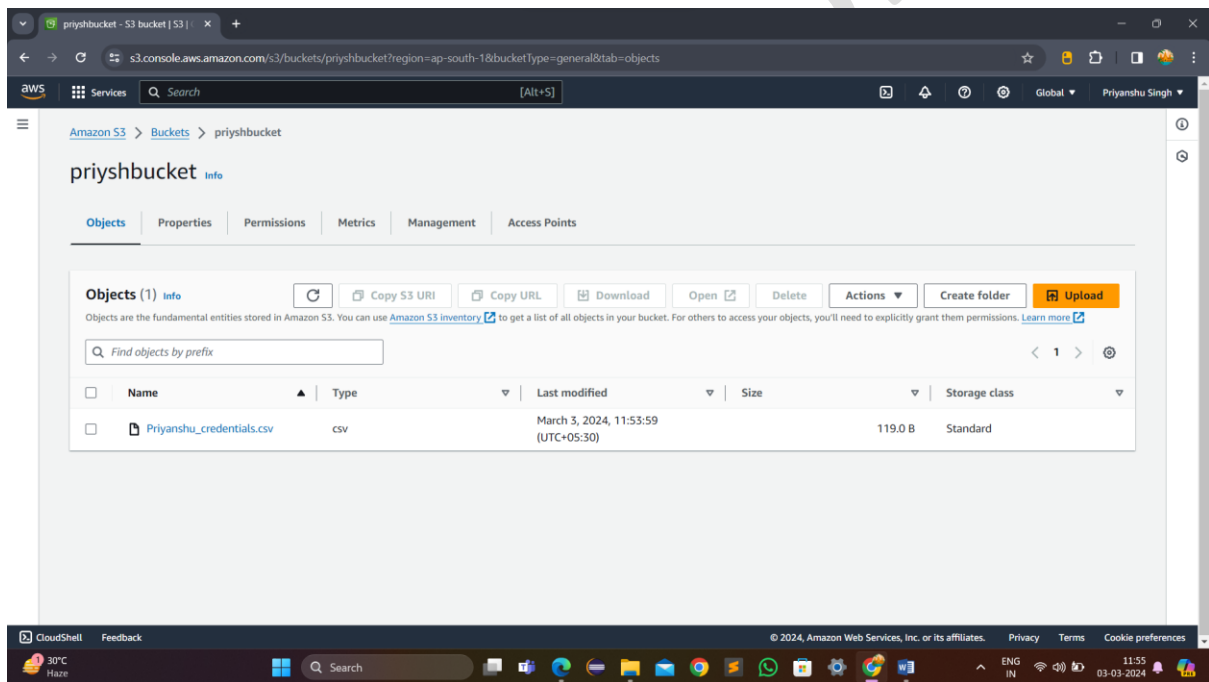 priyshbucket - S3 bucket | S3 |
s3.console.aws.amazon.com/s3/buckets/priyshbucket?region=ap-south-1&bucketType=general&tab=objects
aws Services Search [Alt+S] Global Priyanshu Singh
Amazon S3 > Buckets > priyshbucket
priyshbucket Info
Objects Properties Permissions Metrics Management Access Points
Objects (1) Info Copy S3 URI Copy URL Download Open Delete Actions Create folder Upload
Objects are the fundamental entities stored in Amazon S3. You can use Amazon S3 inventory to get a list of all objects in your bucket. For others to access your objects, you'll need to explicitly grant them permissions. Learn more
Find objects by prefix < 1 >
Name Type Last modified Size Storage class
Priyanshu_credentials.csv csv March 3, 2024, 11:53:59 119.0 B Standard
(UTC+05:30)
CloudShell Feedback © 2024, Amazon Web Services, Inc. or its affiliates. Privacy Terms Cookie preferences
1 30°C Search ENG 11:55
Haze IN 03-03-2024